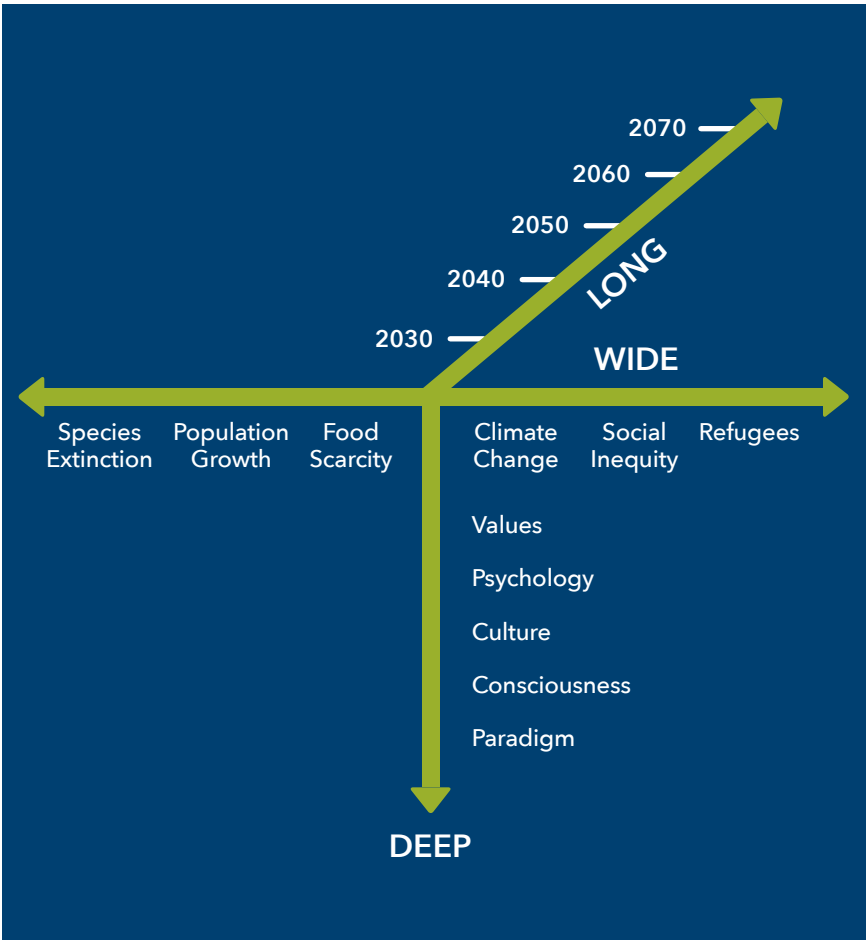 2070
2060
2050
2040
2030
LONG
WIDE
Species
Extinction
Population
Growth
Food
Scarcity
Climate
Change
Social
Inequity
Refugees
Values
Psychology
Culture
Consciousness
Paradigm
DEEP